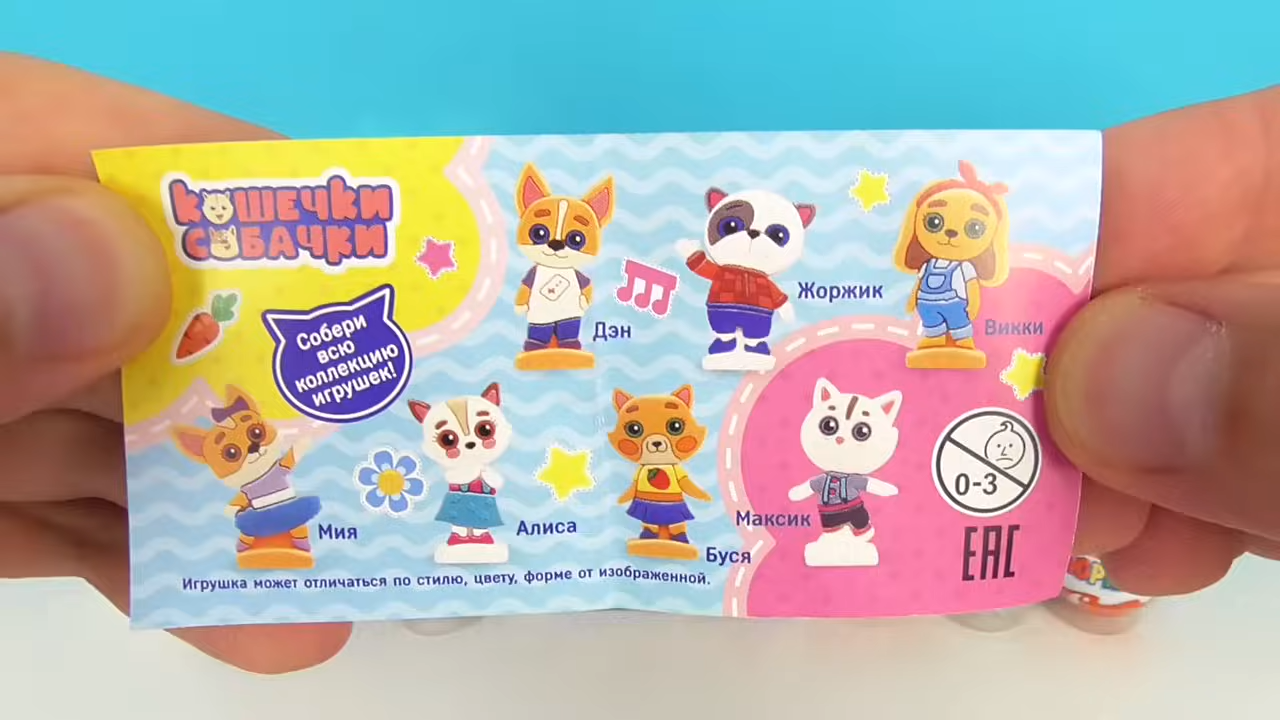 КОШЕЧКИ
СОБАЧКИ
Собери
всю
коллекцию
игрушек!
Дэн
Жоржик
Викки
Мия
Алиса
Буся
Максик
0-3
EAC
Игрушка может отличаться по стилю, цвету, форме от изображенной.